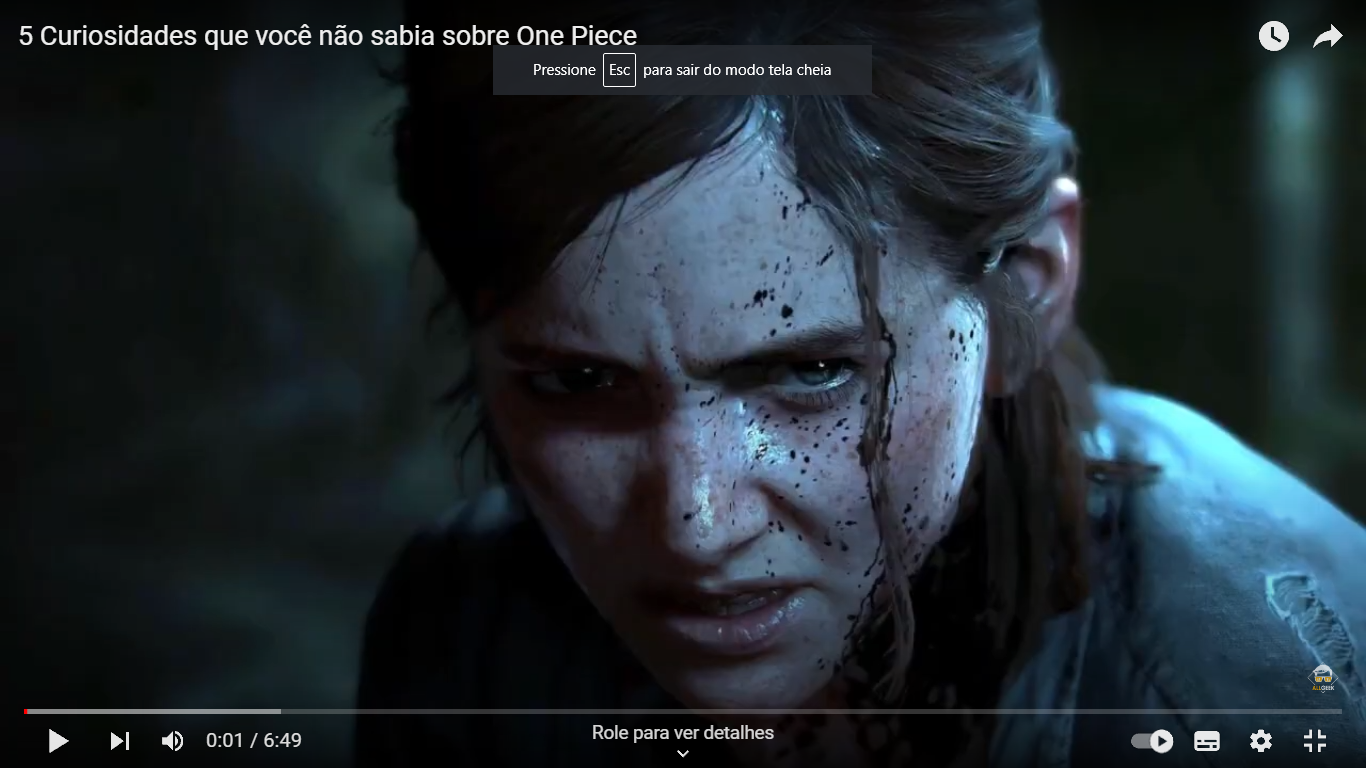 5 Curiosidades que você não sabia sobre One Piece
Pressione Esc para sair do modo tela cheia
ALLGEEK
0:01 / 6:49
Role para ver detalhes